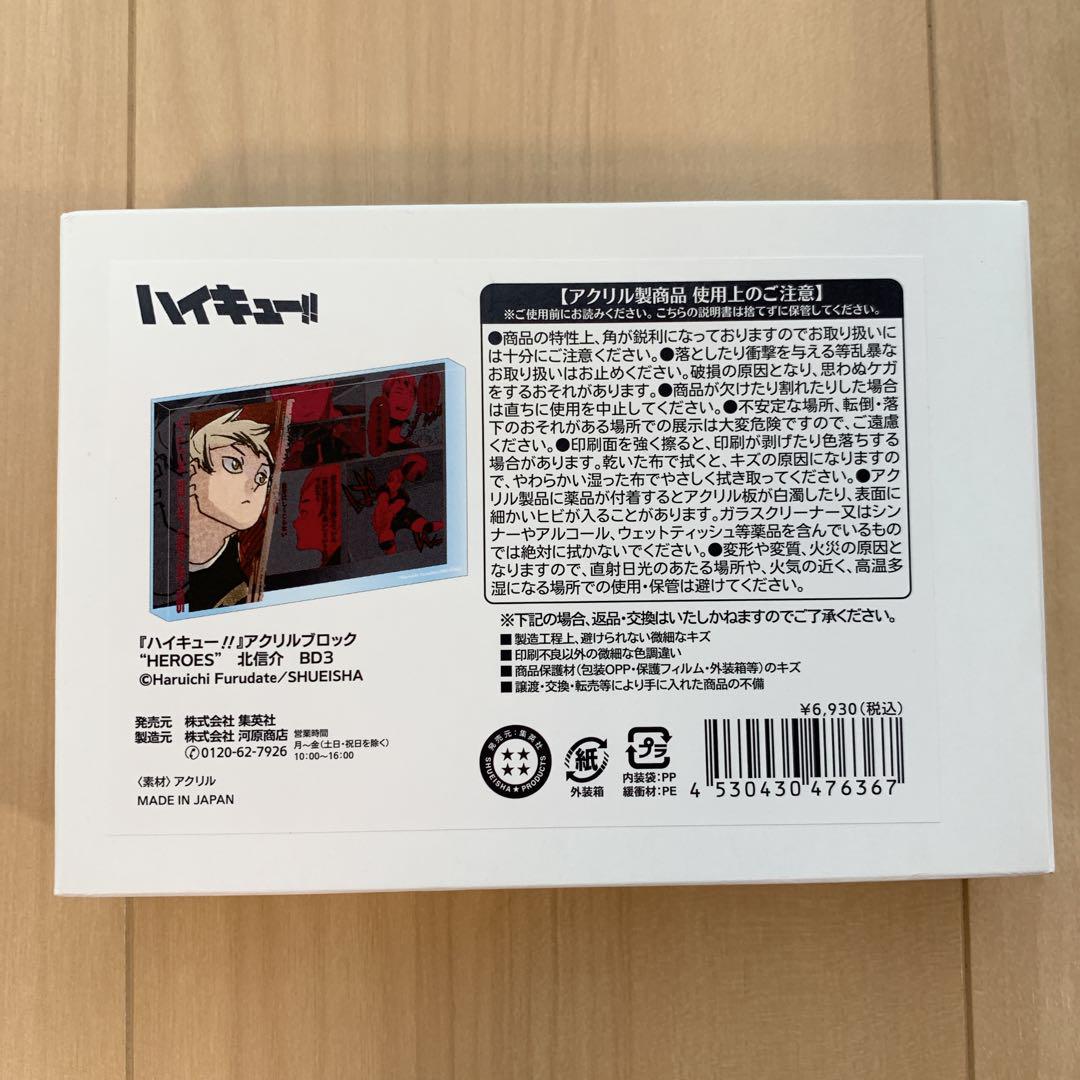 ハイキュー!!
『ハイキュー!!』アクリルブロック
“HEROES” 北信介 BD3
©Haruichi Furudate/SHUEISHA
発売元 株式会社 集英社
製造元 株式会社 河原商店
0120-62-7926
営業時間
月～金(土日・祝日を除く)
10:00～16:00
〈素材〉アクリル
MADE IN JAPAN
【アクリル製商品 使用上のご注意】
※ご使用前にお読みください。こちらの説明書は捨てずに保管してください。
●商品の特性上、角が鋭利になっておりますのでお取り扱いに
は十分にご注意ください。●落としたり衝撃を与える等乱暴な
お取り扱いはお止めください。破損の原因となり、思わぬケガ
をするおそれがあります。●商品が欠けたり割れたりした場合
は直ちに使用を中止してください。●不安定な場所、転倒・落
下のおそれがある場所での展示は大変危険ですので、ご遠慮
ください。●印刷面を強く擦ると、印刷が剥げたり色落ちする
場合があります。乾いた布で拭くと、キズの原因になりますの
で、やわらかい湿った布でやさしく拭き取ってください。●アク
リル製品に薬品が付着するとアクリル板が白濁したり、表面に
細かいヒビが入ることがあります。ガラスクリーナー又はシン
ナーやアルコール、ウェットティッシュ等薬品を含んでいるもの
では絶対に拭かないでください。●変形や変質、火災の原因と
なりますので、直射日光のあたる場所や、火気の近く、高温多
湿になる場所での使用・保管は避けてください。
※下記の場合、返品・交換はいたしかねますのでご了承ください。
■製造工程上、避けられない微細なキズ
■印刷不良以外の微細な色調違い
■商品保護材(包装OPP・保護フィルム・外装箱等)のキズ
■譲渡・交換・転売等により手に入れた商品の不備
¥6,930(税込)
発売元:集英社
SHUEISHA★PRODUCTS
紙
外装箱
プラ
内装袋:PP
緩衝材:PE
4 530430 476367